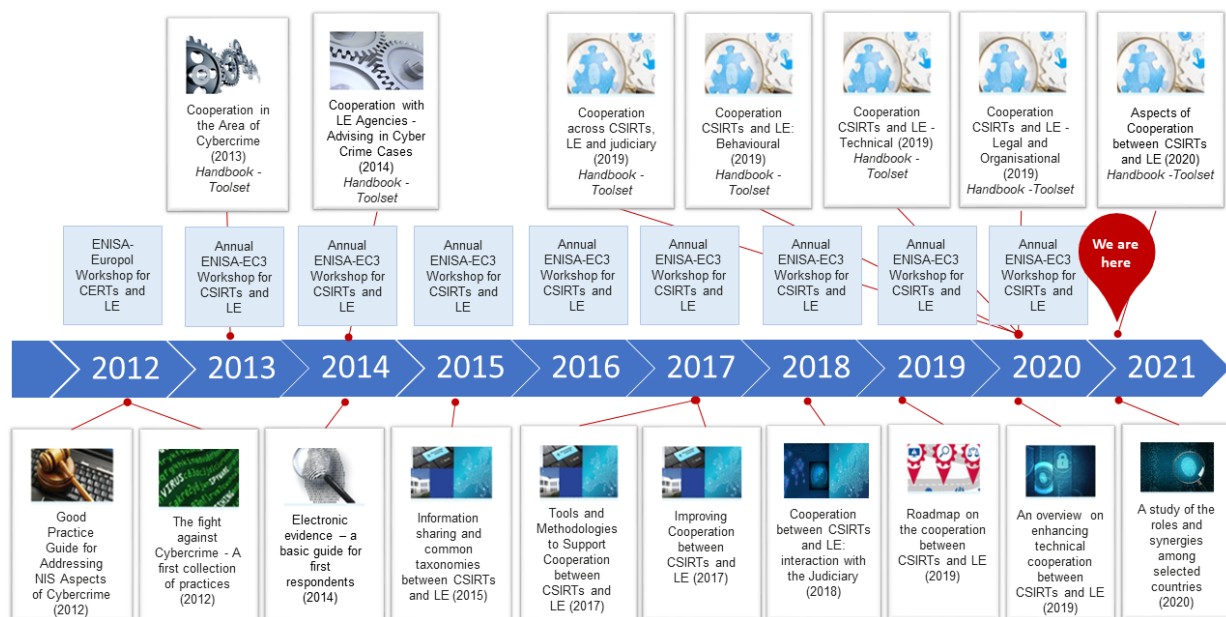 Cooperation in
the Area of
Cybercrime
(2013)
Handbook -
Toolset
Cooperation with
LE Agencies -
Advising in Cyber
Crime Cases
(2014)
Handbook -
Toolset
Cooperation
across CSIRTs,
LE and judiciary
(2019)
Handbook -
Toolset
Cooperation
CSIRTs and LE:
Behavioural
(2019)
Handbook -
Toolset
Cooperation
CSIRTs and LE -
Technical (2019)
Handbook -
Toolset
Cooperation
CSIRTs and LE -
Legal and
Organisational
(2019)
Handbook -Toolset
Aspects of
Cooperation
between CSIRTs
and LE (2020)
Handbook -Toolset
ENISA-
Europol
Workshop for
CERTs and
LE
Annual
ENISA-EC3
Workshop for
CSIRTs and
LE
Annual
ENISA-EC3
Workshop for
CSIRTs and
LE
Annual
ENISA-EC3
Workshop for
CSIRTs and
LE
Annual
ENISA-EC3
Workshop for
CSIRTs and
LE
Annual
ENISA-EC3
Workshop for
CSIRTs and
LE
Annual
ENISA-EC3
Workshop for
CSIRTs and
LE
Annual
ENISA-EC3
Workshop for
CSIRTs and
LE
Annual
ENISA-EC3
Workshop for
CSIRTs and
LE
We are
here
2012
2013
2014
2015
2016
2017
2018
2019
2020
2021
Good
Practice
Guide for
Addressing
NIS Aspects
of Cybercrime
(2012)
VIRUS
The fight
against
Cybercrime - A
first collection
of practices
(2012)
Electronic
evidence – a
basic guide for
first
respondents
(2014)
Information
sharing and
common
taxonomies
between CSIRTs
and LE (2015)
Tools and
Methodologies
to Support
Cooperation
between
CSIRTs and
LE (2017)
Improving
Cooperation
between
CSIRTs and
LE (2017)
Cooperation
between CSIRTs
and LE:
interaction with
the Judiciary
(2018)
Roadmap on
the cooperation
between
CSIRTs and LE
(2019)
An overview on
enhancing
technical
cooperation
between
CSIRTs and LE
(2019)
A study of the
roles and
synergies
among
selected
countries
(2020)